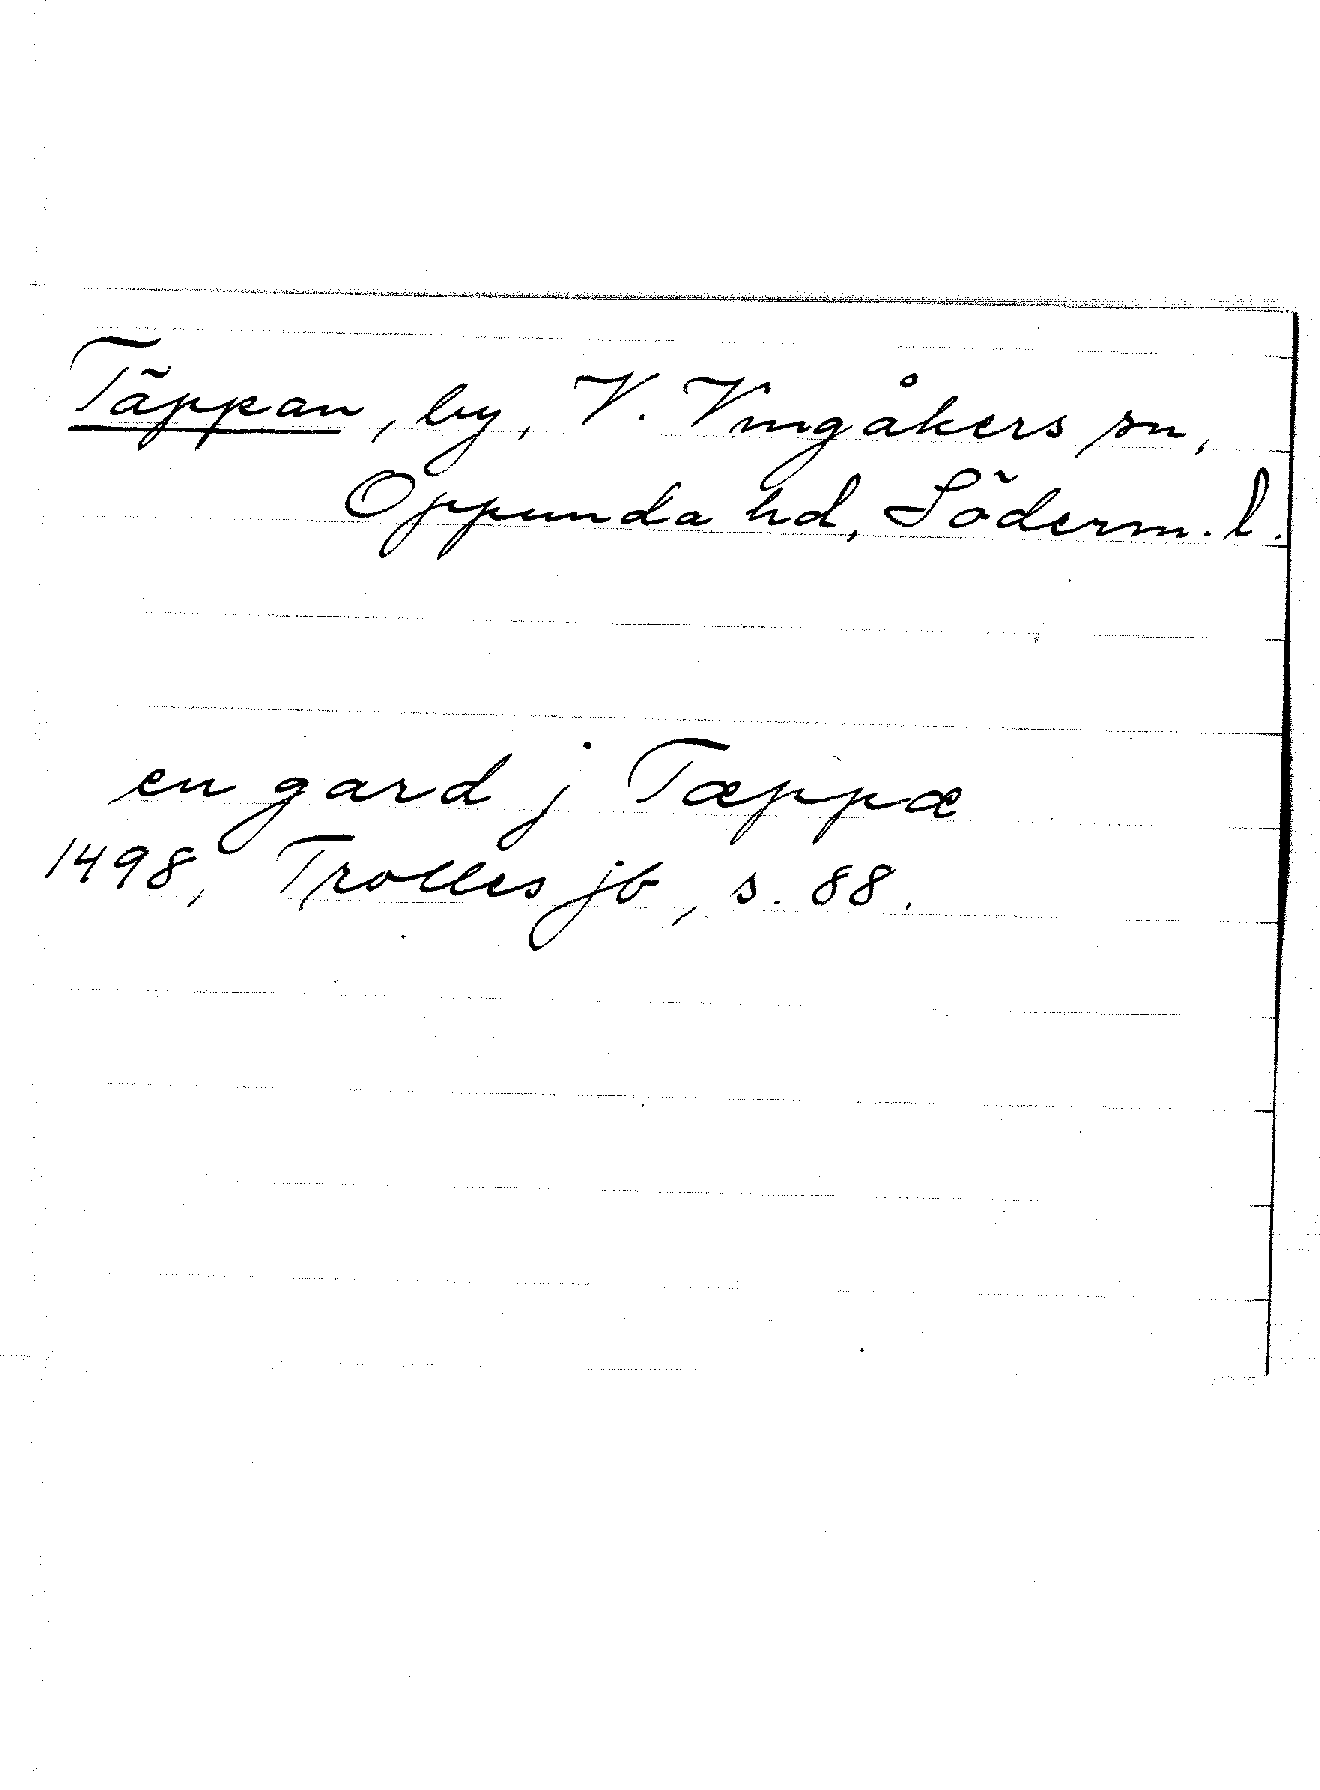 Täppan, by, V. Vingåkers sn,
Oppunda hd, Söderm. l.
en gard j Tæppæ
1498, Trolles jb, s. 88.